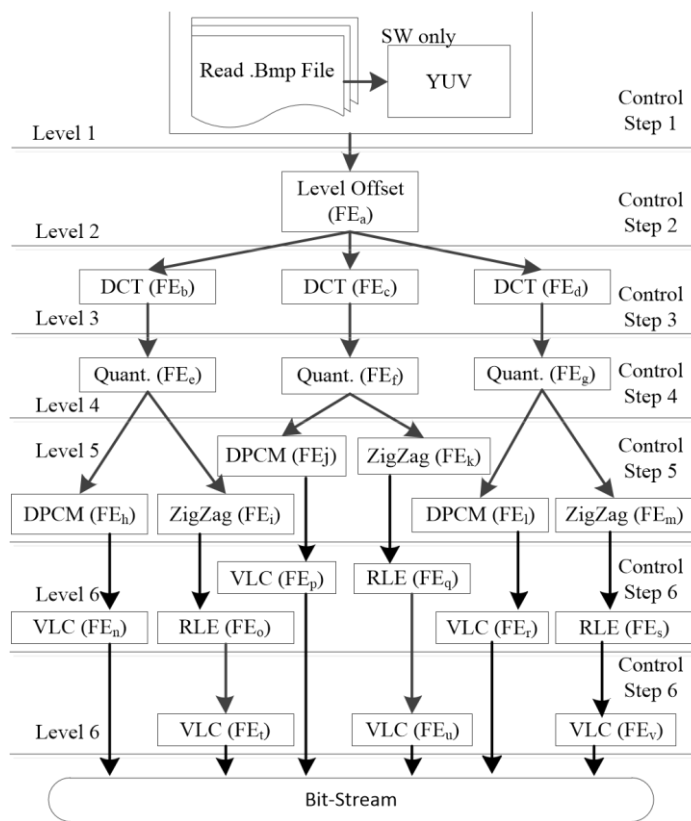 SW only
Read .Bmp File
YUV
Control
Step 1
Level 1
Level Offset
(FEa)
Control
Step 2
Level 2
DCT (FEb)
DCT (FEc)
DCT (FEd)
Control
Step 3
Level 3
Quant. (FEe)
Quant. (FEf)
Quant. (FEg)
Control
Step 4
Level 4
Level 5
DPCM (FEj)
ZigZag (FEk)
Control
Step 5
DPCM (FEh)
ZigZag (FEi)
DPCM (FEl)
ZigZag (FEm)
VLC (FEp)
RLE (FEq)
Control
Step 6
Level 6
VLC (FEn)
RLE (FEo)
VLC (FEr)
RLE (FEs)
Control
Step 6
Level 6
VLC (FEt)
VLC (FEu)
VLC (FEv)
Bit-Stream